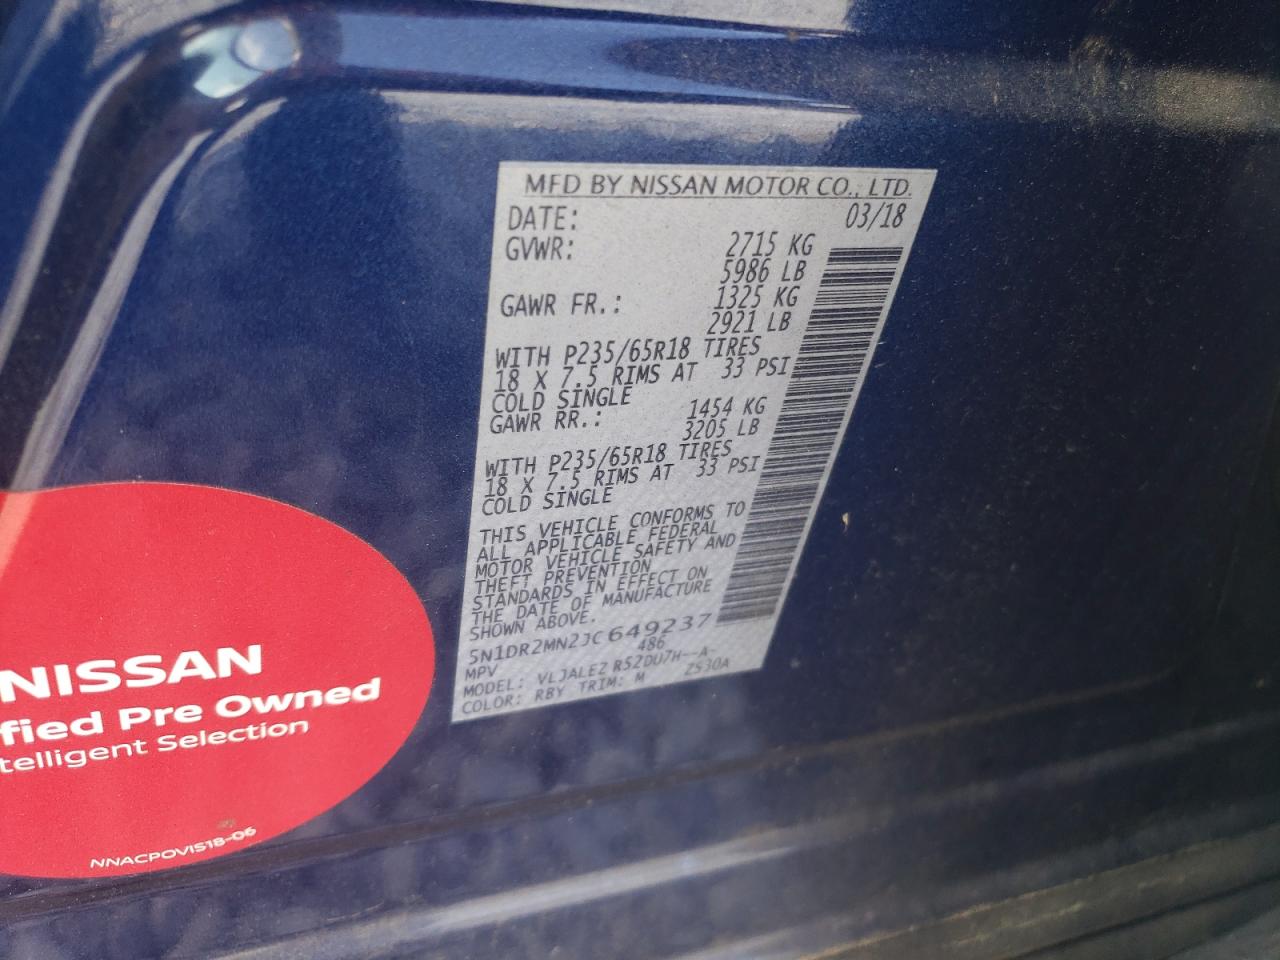 MFD BY NISSAN MOTOR CO., LTD.
DATE: 03/18
GVWR: 2715 KG
5986 LB
GAWR FR.: 1325 KG
2921 LB
WITH P235/65R18 TIRES
18 X 7.5 RIMS AT 33 PSI
COLD SINGLE
GAWR RR.: 1454 KG
3205 LB
WITH P235/65R18 TIRES
18 X 7.5 RIMS AT 33 PSI
COLD SINGLE
THIS VEHICLE CONFORMS TO
ALL APPLICABLE FEDERAL
MOTOR VEHICLE SAFETY AND
THEFT PREVENTION
STANDARDS IN EFFECT ON
THE DATE OF MANUFACTURE
SHOWN ABOVE.
5N1DR2MN2JC649237
MPV 486
MODEL: VLJALEZ R52DU7H--A-
COLOR: RBY TRIM: M ZS30A
NISSAN
fied Pre Owned
telligent Selection
NNACPOVIS18-06